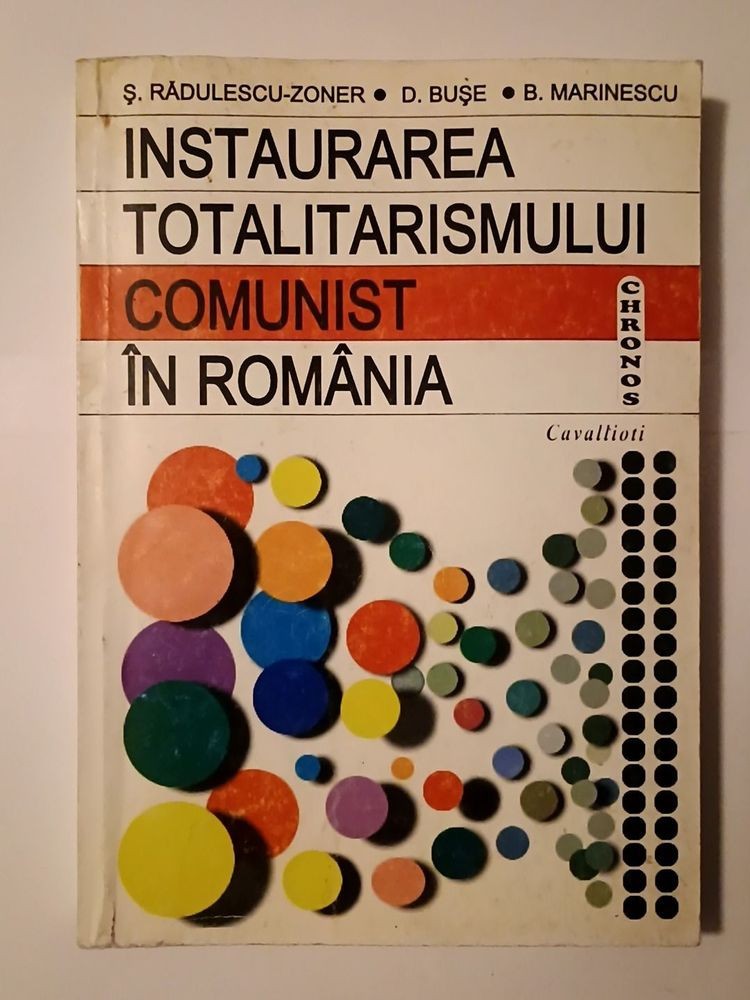 Ş. RĂDULESCU-ZONER • D. BUŞE • B. MARINESCU
INSTAURAREA
TOTALITARISMULUI
COMUNIST
ÎN ROMÂNIA
CHRONOS
Cavallioti